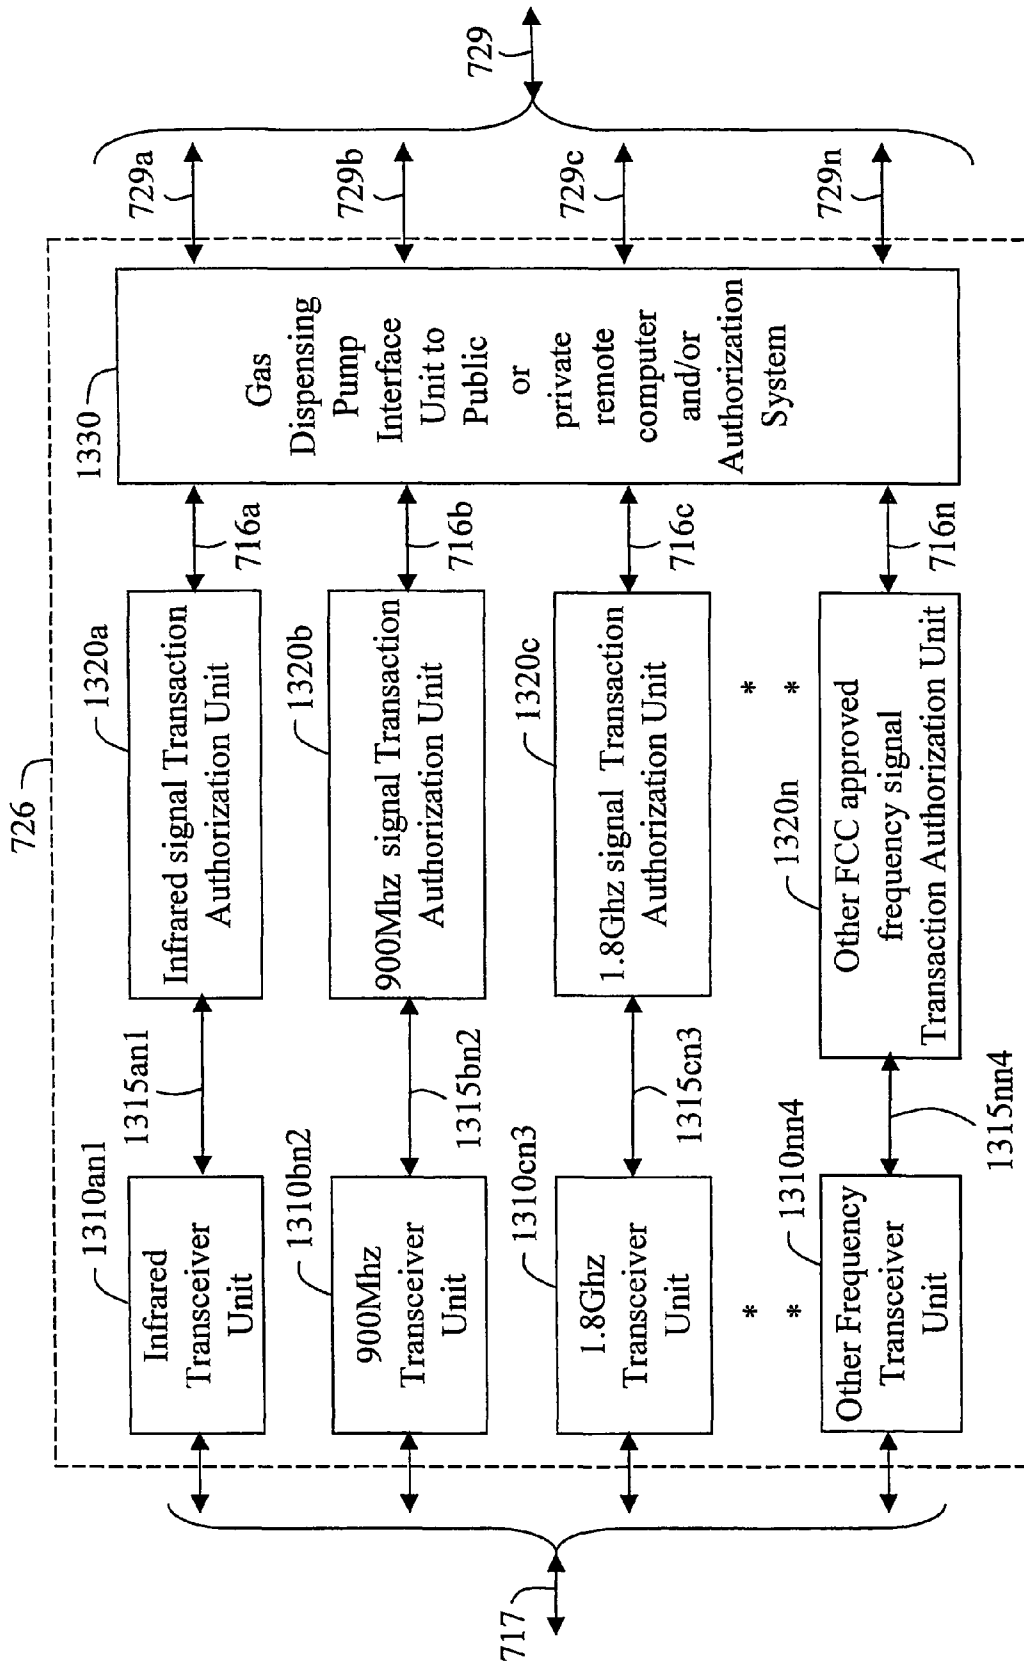 726
1310an1
1315an1
1320a
1330
729a
Infrared
Transceiver
Unit
Infrared signal Transaction
Authorization Unit
716a
Gas
Dispensing
Pump
Interface
Unit to
Public
or
private
remote
computer
and/or
Authorization
System
729
1310bn2
1320b
729b
900Mhz
Transceiver
Unit
1315bn2
900Mhz signal Transaction
Authorization Unit
716b
717
1310cn3
1320c
729c
1.8Ghz
Transceiver
Unit
1315cn3
1.8Ghz signal Transaction
Authorization Unit
716c
*
*
*
*
1310nn4
1320n
729n
Other Frequency
Transceiver
Unit
1315nn4
Other FCC approved
frequency signal
Transaction Authorization Unit
716n